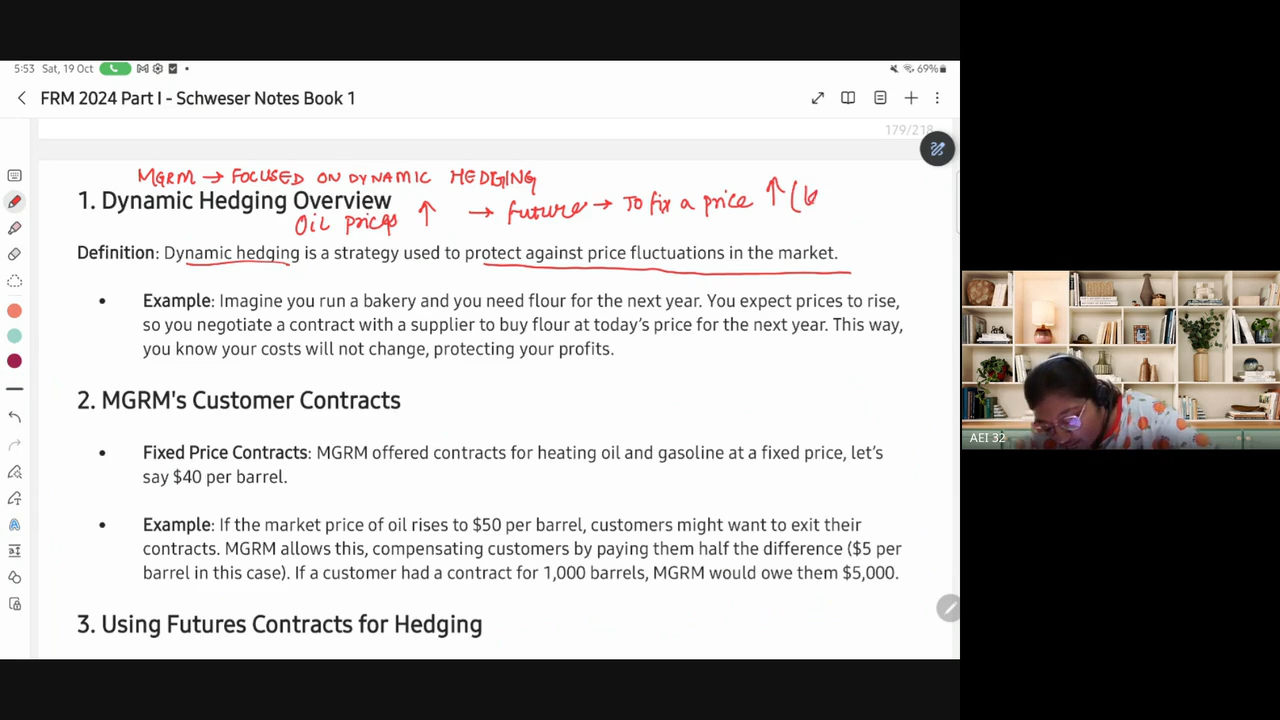 5:53 Sat, 19 Oct
69%
FRM 2024 Part I - Schweser Notes Book 1
179/218
MGRM → FOCUSED ON DYNAMIC HEDGING
1. Dynamic Hedging Overview
Oil prices ↑ → future → To fix a price ↑ (
Definition: Dynamic hedging is a strategy used to protect against price fluctuations in the market.
• Example: Imagine you run a bakery and you need flour for the next year. You expect prices to rise,
so you negotiate a contract with a supplier to buy flour at today's price for the next year. This way,
you know your costs will not change, protecting your profits.
2. MGRM's Customer Contracts
• Fixed Price Contracts: MGRM offered contracts for heating oil and gasoline at a fixed price, let's
say $40 per barrel.
• Example: If the market price of oil rises to $50 per barrel, customers might want to exit their
contracts. MGRM allows this, compensating customers by paying them half the difference ($5 per
barrel in this case). If a customer had a contract for 1,000 barrels, MGRM would owe them $5,000.
3. Using Futures Contracts for Hedging
AEI 32